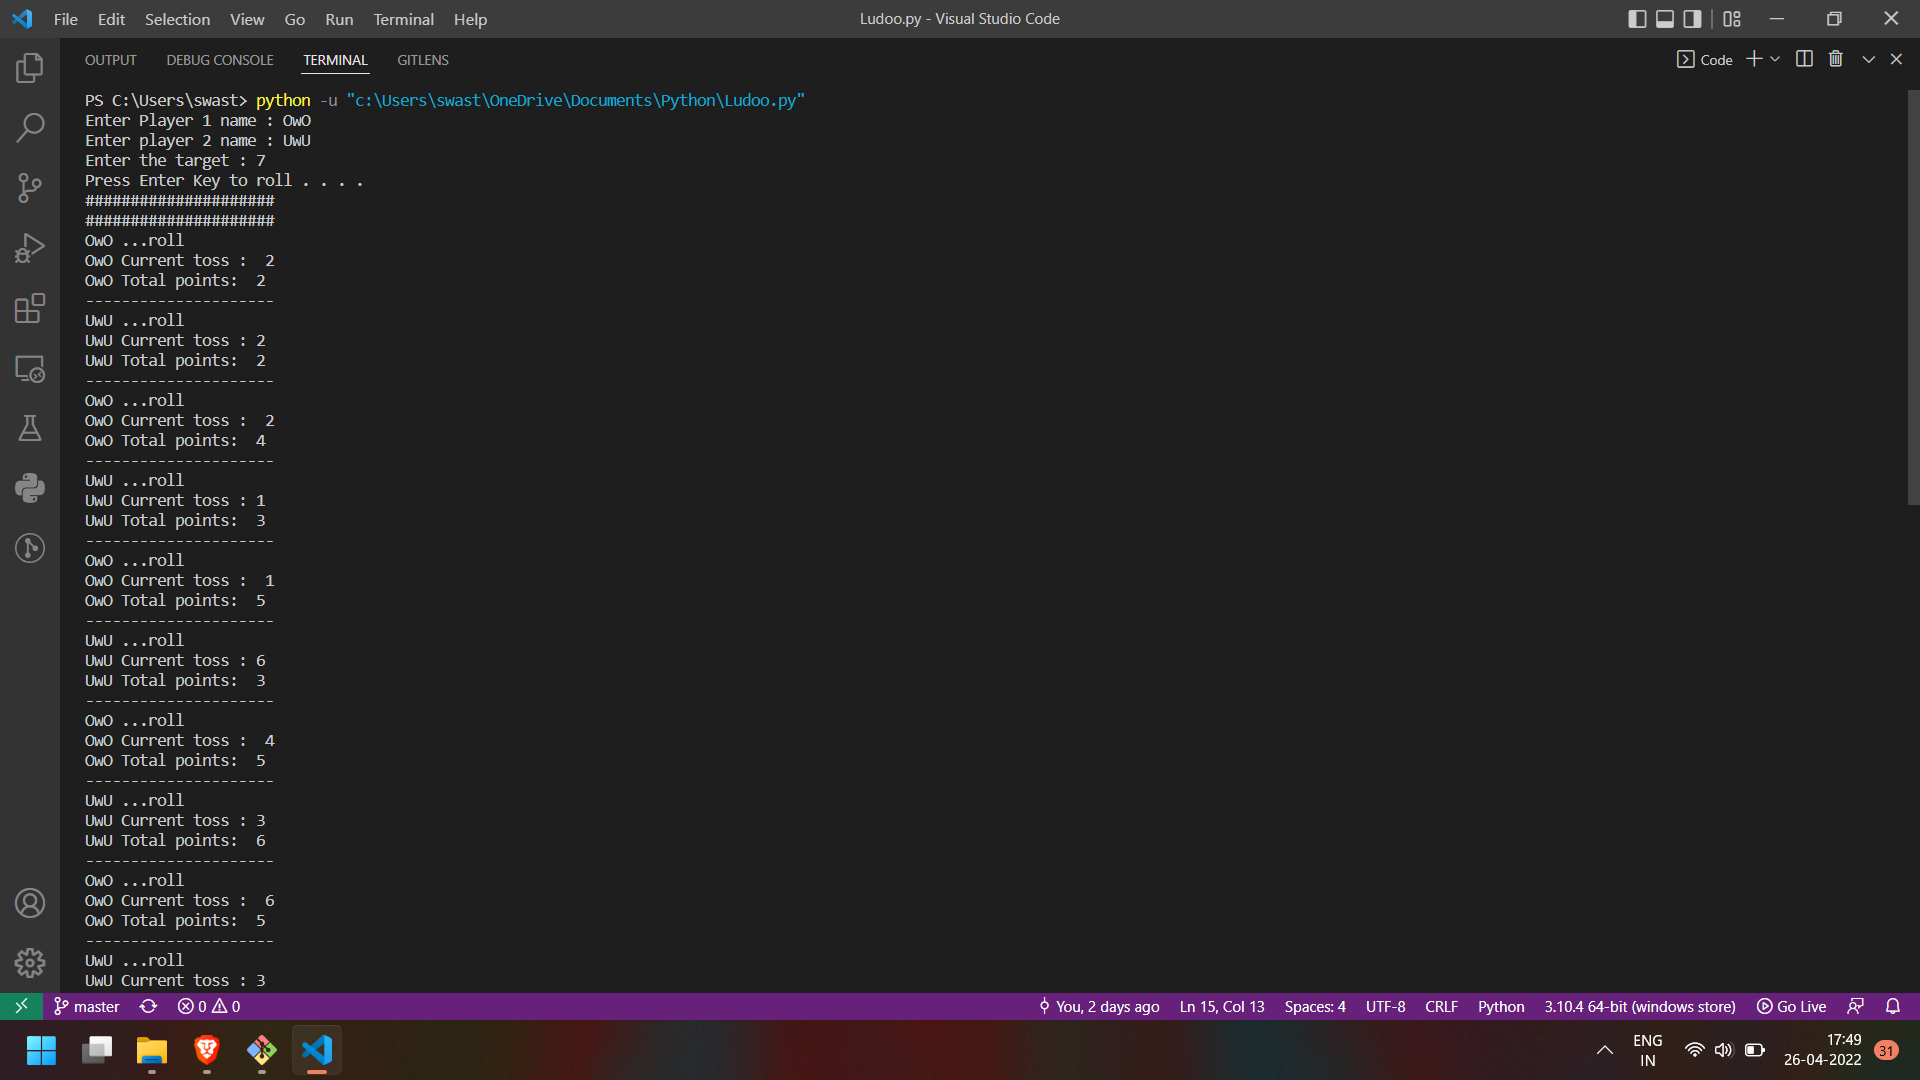 File Edit Selection View Go Run Terminal Help
Ludoo.py - Visual Studio Code
OUTPUT DEBUG CONSOLE TERMINAL GITLENS
Code
PS C:\Users\swast> python -u "c:\Users\swast\OneDrive\Documents\Python\Ludoo.py"
Enter Player 1 name : OwO
Enter player 2 name : UwU
Enter the target : 7
Press Enter Key to roll . . . .
#####################
#####################
OwO ...roll
OwO Current toss :  2
OwO Total points:  2
---------------------
UwU ...roll
UwU Current toss : 2
UwU Total points:  2
---------------------
OwO ...roll
OwO Current toss :  2
OwO Total points:  4
---------------------
UwU ...roll
UwU Current toss : 1
UwU Total points:  3
---------------------
OwO ...roll
OwO Current toss :  1
OwO Total points:  5
---------------------
UwU ...roll
UwU Current toss : 6
UwU Total points:  3
---------------------
OwO ...roll
OwO Current toss :  4
OwO Total points:  5
---------------------
UwU ...roll
UwU Current toss : 3
UwU Total points:  6
---------------------
OwO ...roll
OwO Current toss :  6
OwO Total points:  5
---------------------
UwU ...roll
UwU Current toss : 3
master 0 0 You, 2 days ago Ln 15, Col 13 Spaces: 4 UTF-8 CRLF Python 3.10.4 64-bit (windows store) Go Live
ENG
IN
17:49
26-04-2022
31